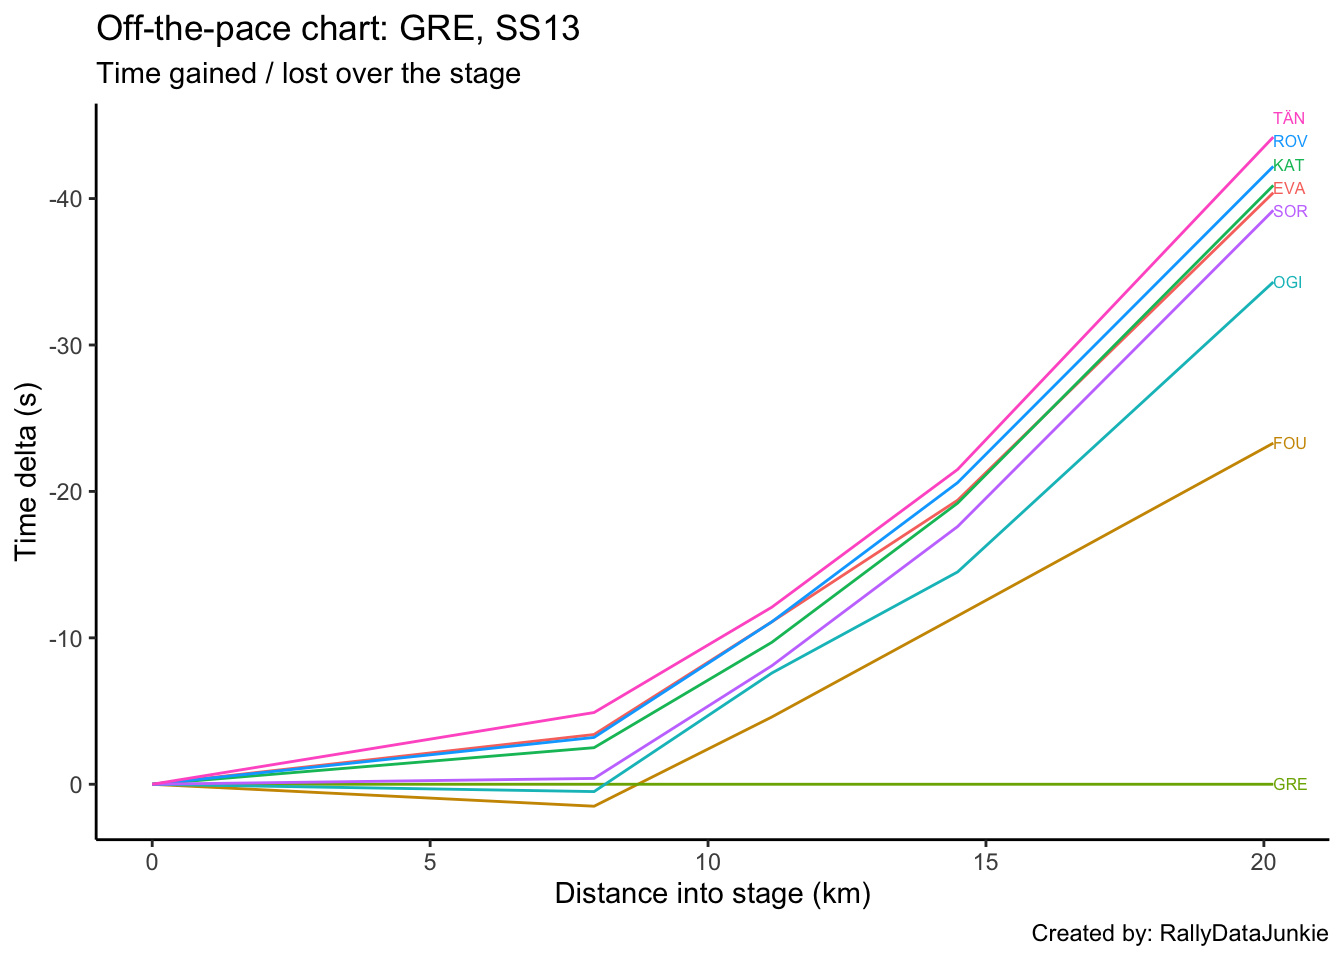 Off-the-pace chart: GRE, SS13
Time gained / lost over the stage
TÄN
ROV
KAT
EVA
SOR
OGI
FOU
GRE
-40
-30
-20
-10
0
Time delta (s)
0 5 10 15 20
Distance into stage (km)
Created by: RallyDataJunkie